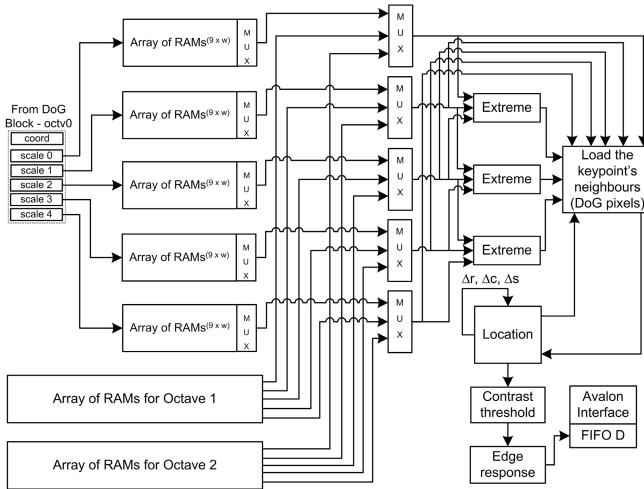 From DoG
Block - octv0
coord
scale 0
scale 1
scale 2
scale 3
scale 4
Array of RAMs(9 x w)
M
U
X
Array of RAMs(9 x w)
M
U
X
Array of RAMs(9 x w)
M
U
X
Array of RAMs(9 x w)
M
U
X
Array of RAMs(9 x w)
M
U
X
Array of RAMs for Octave 1
Array of RAMs for Octave 2
M
U
X
M
U
X
M
U
X
M
U
X
M
U
X
Extreme
Extreme
Extreme
Load the
keypoint's
neighbours
(DoG pixels)
Δr, Δc, Δs
Location
Contrast
threshold
Edge
response
Avalon
Interface
FIFO D